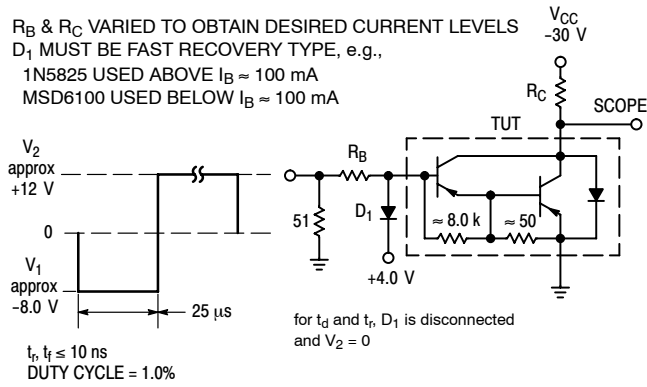 R_B & R_C VARIED TO OBTAIN DESIRED CURRENT LEVELS
D_1 MUST BE FAST RECOVERY TYPE, e.g.,
1N5825 USED ABOVE I_B ≈ 100 mA
MSD6100 USED BELOW I_B ≈ 100 mA
V_CC
-30 V
R_C
SCOPE
TUT
R_B
V_2
approx
+12 V
51
D_1
≈ 8.0 k
≈ 50
0
+4.0 V
V_1
approx
-8.0 V
25 μs
for t_d and t_r, D_1 is disconnected
and V_2 = 0
t_r, t_f ≤ 10 ns
DUTY CYCLE = 1.0%